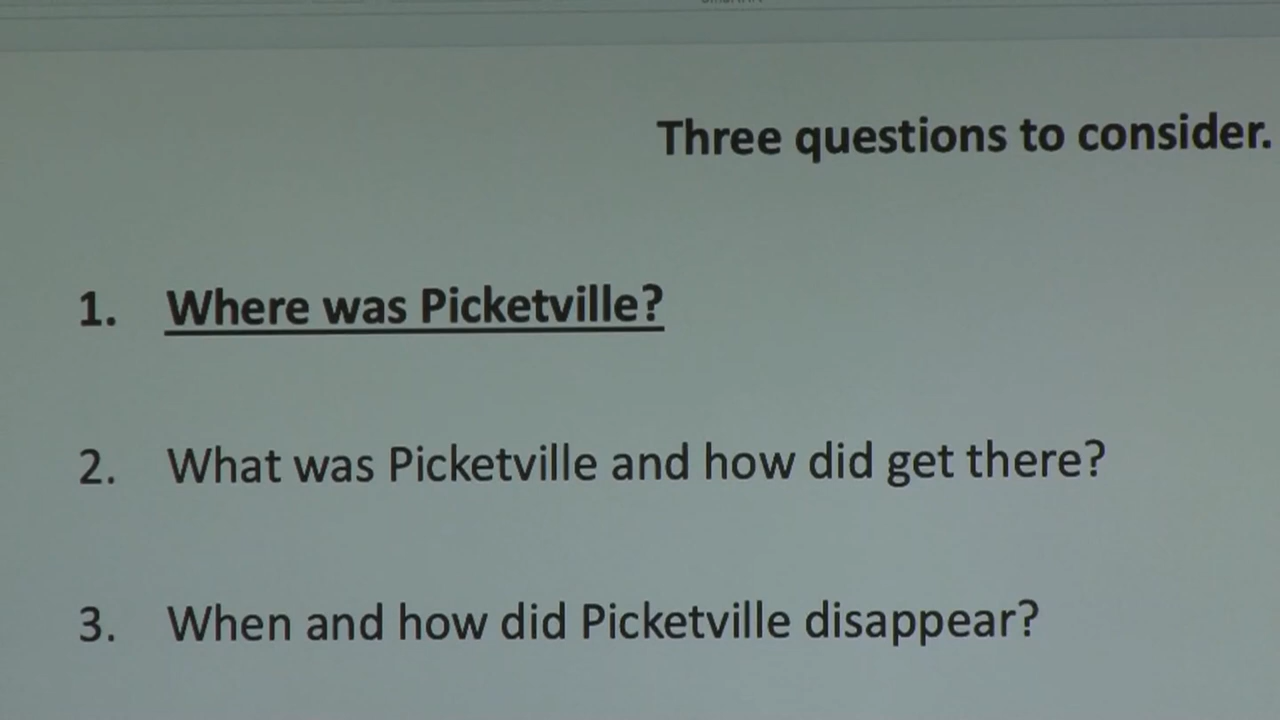 Three questions to consider.
1. Where was Picketville?
2. What was Picketville and how did get there?
3. When and how did Picketville disappear?